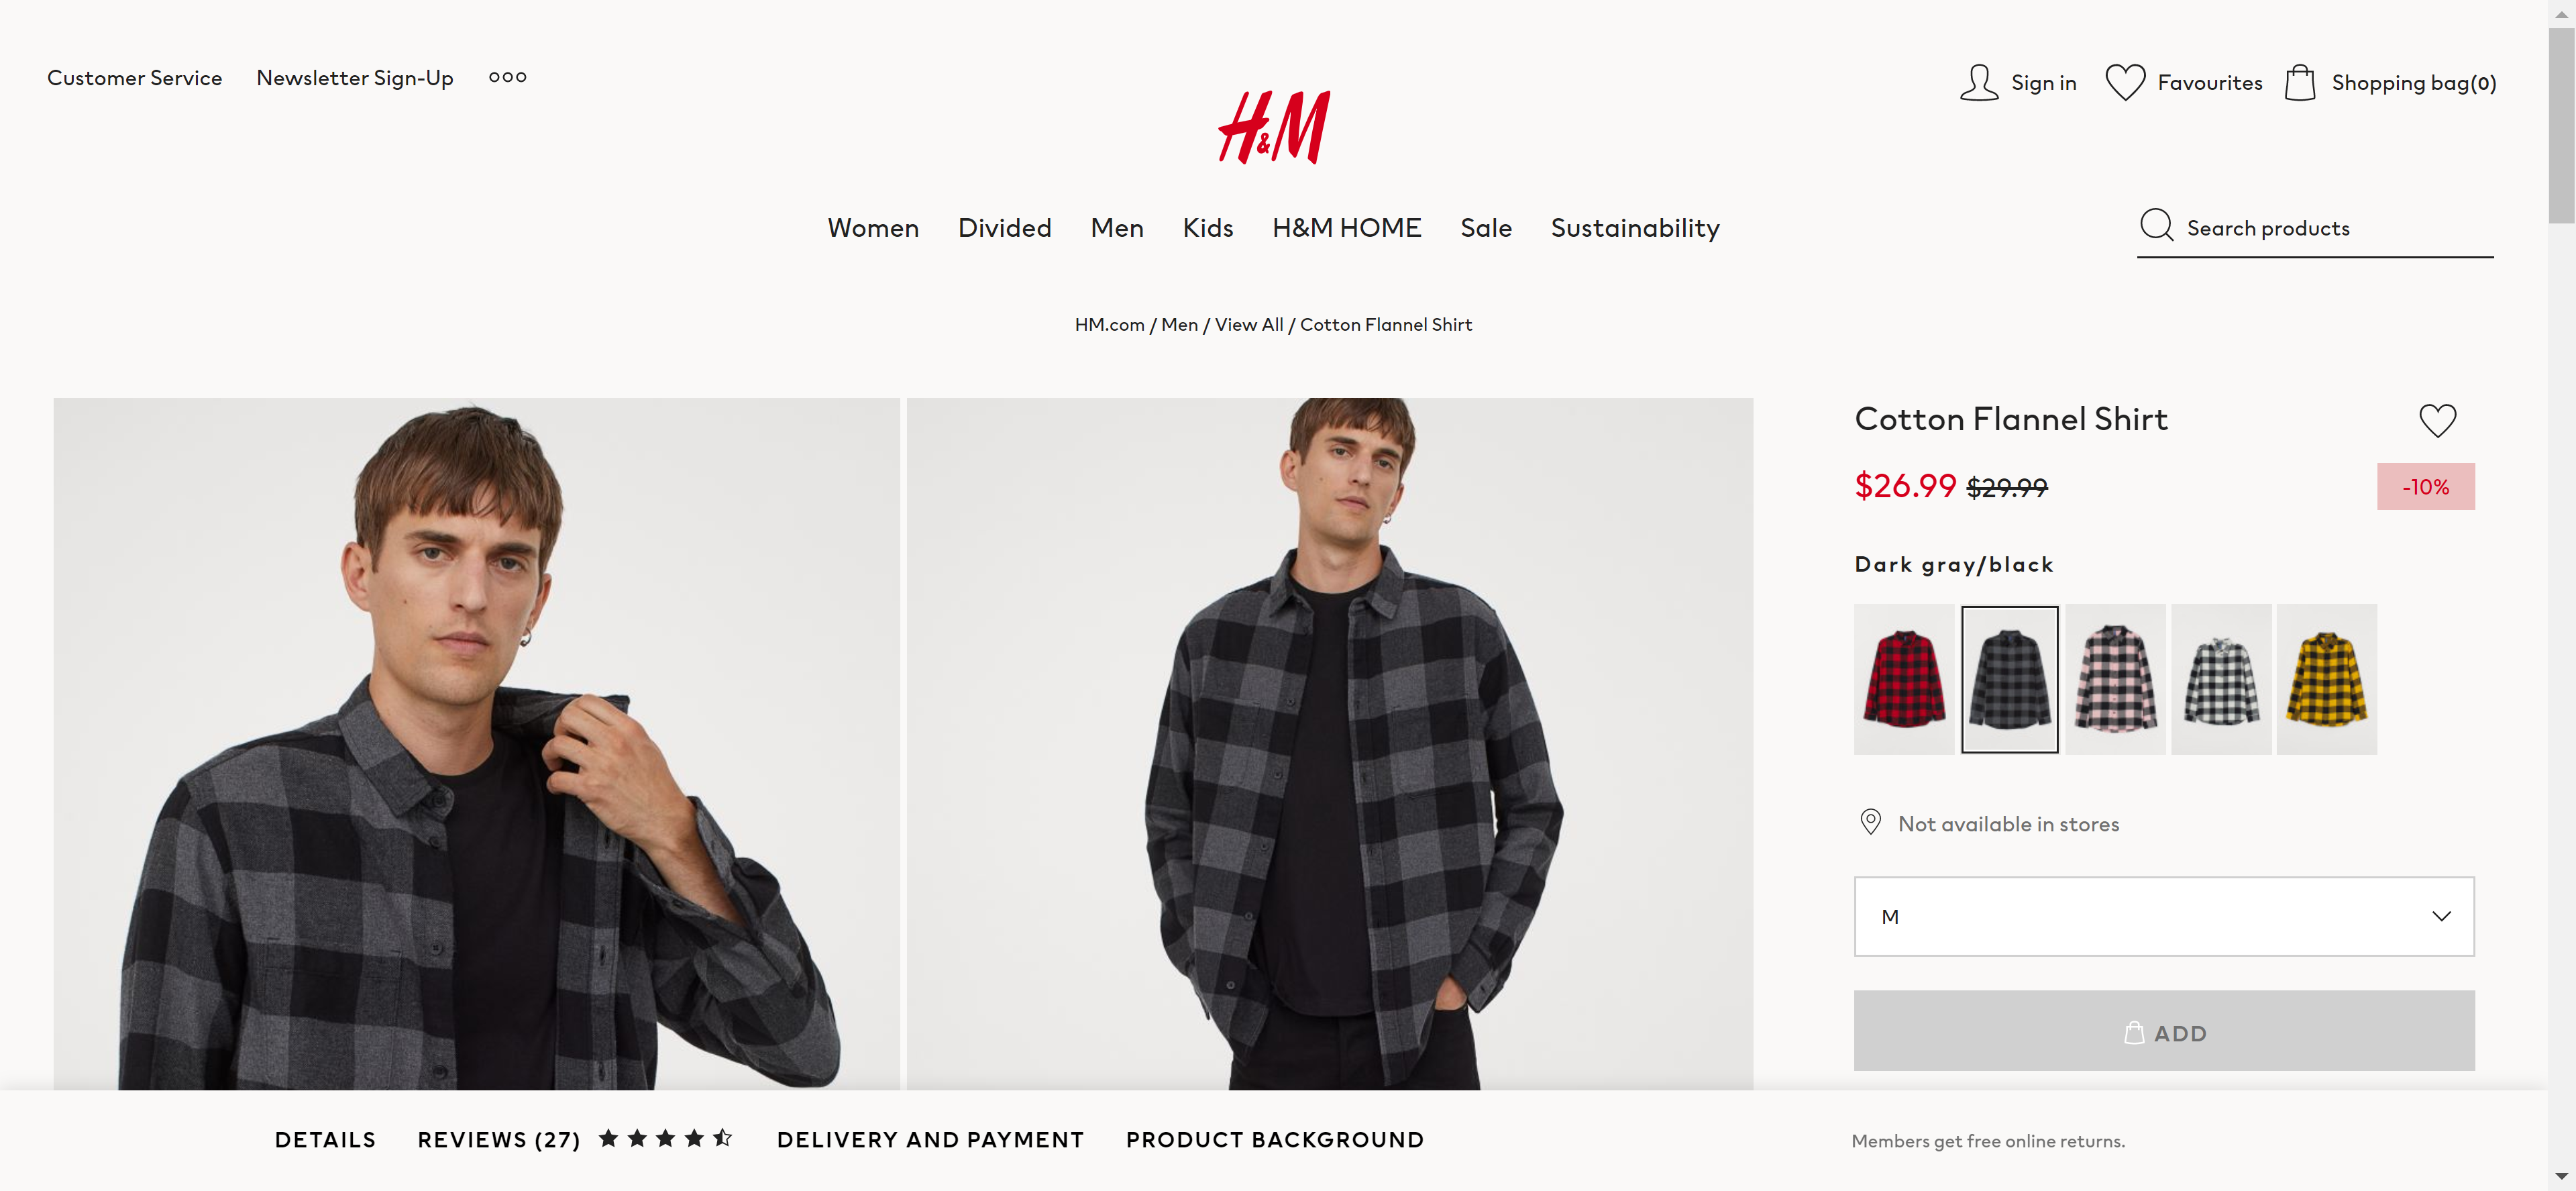 Customer Service Newsletter Sign-Up
Sign in Favourites Shopping bag(0)
H&M
Women Divided Men Kids H&M HOME Sale Sustainability
Search products
HM.com / Men / View All / Cotton Flannel Shirt
Cotton Flannel Shirt
$26.99 $29.99
-10%
Dark gray/black
Not available in stores
M
ADD
DETAILS REVIEWS (27) DELIVERY AND PAYMENT PRODUCT BACKGROUND
Members get free online returns.